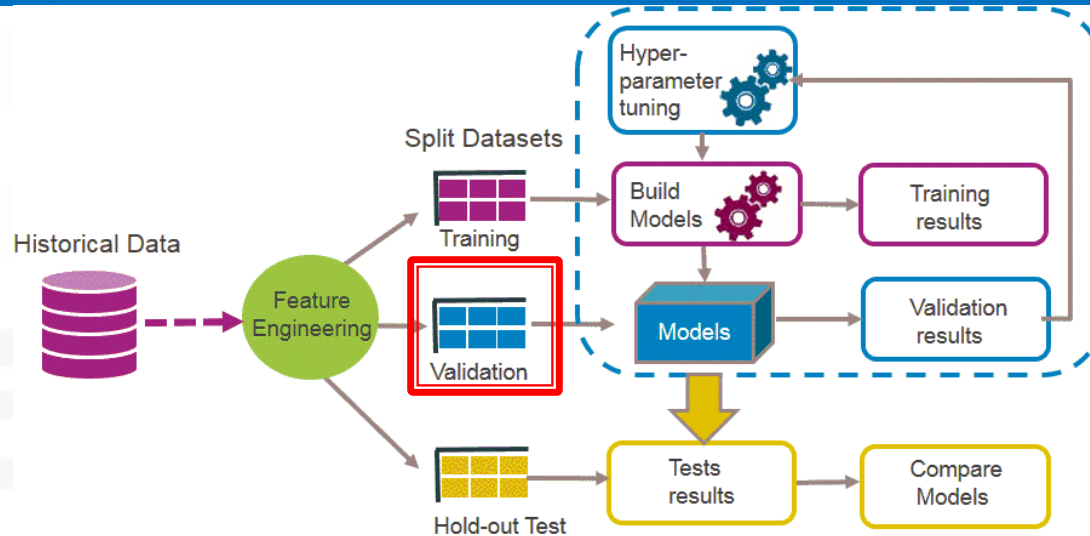 Hyper-
parameter
tuning
Split Datasets
Build
Models
Training
results
Training
Historical Data
Feature
Engineering
Validation
Models
Validation
results
Tests
results
Compare
Models
Hold-out Test